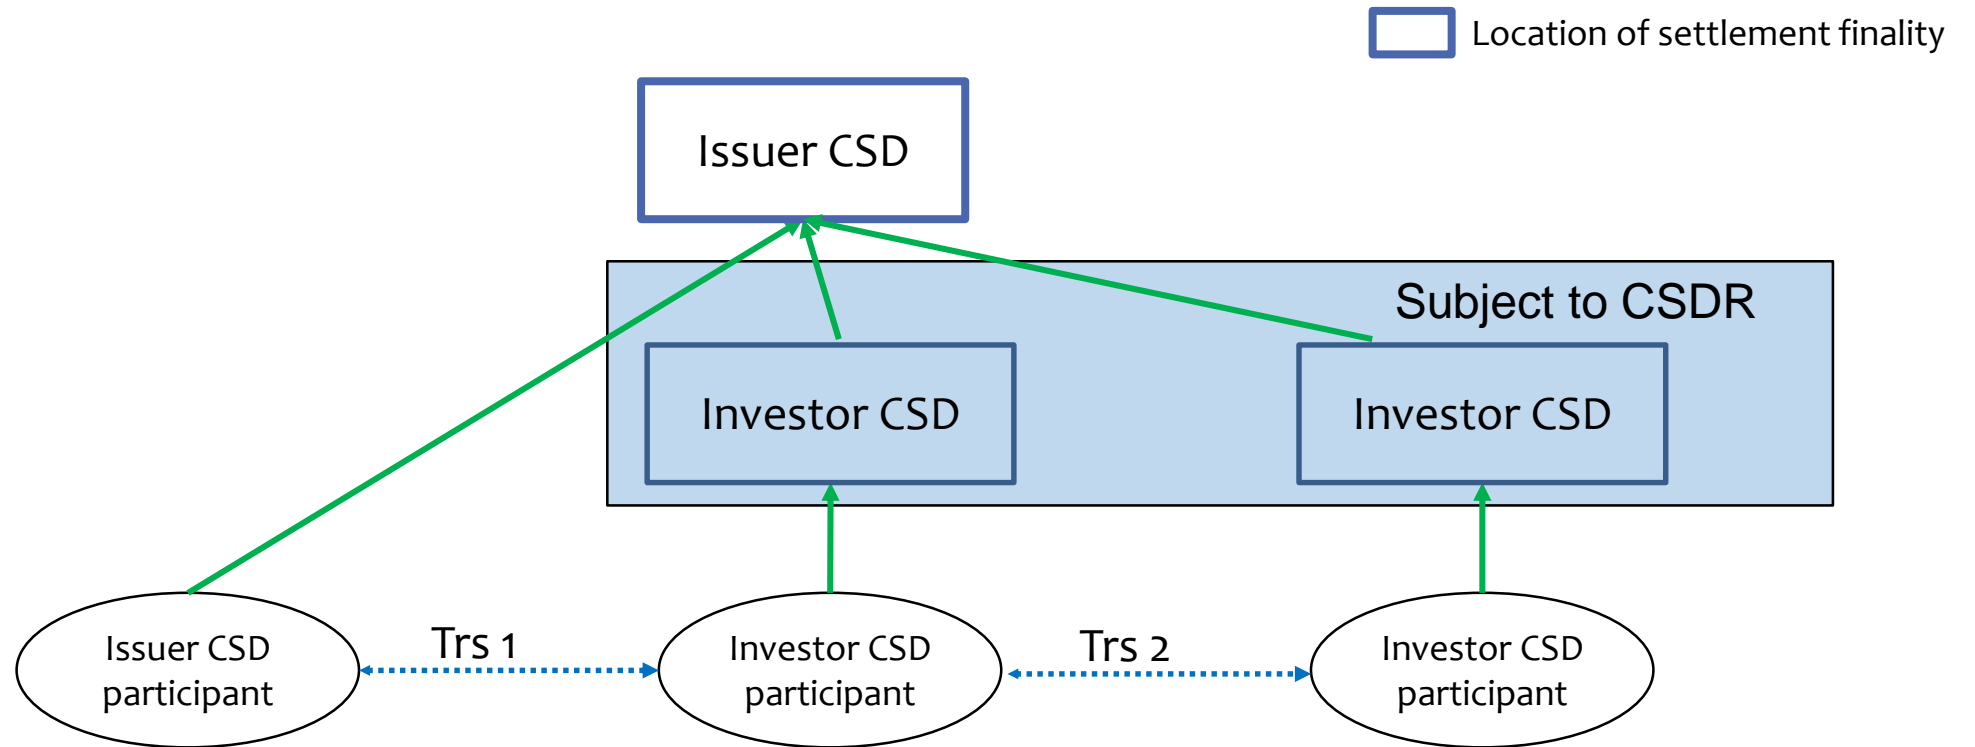 Location of settlement finality
Issuer CSD
Subject to CSDR
Investor CSD
Investor CSD
Trs 1
Trs 2
Issuer CSD
participant
Investor CSD
participant
Investor CSD
participant